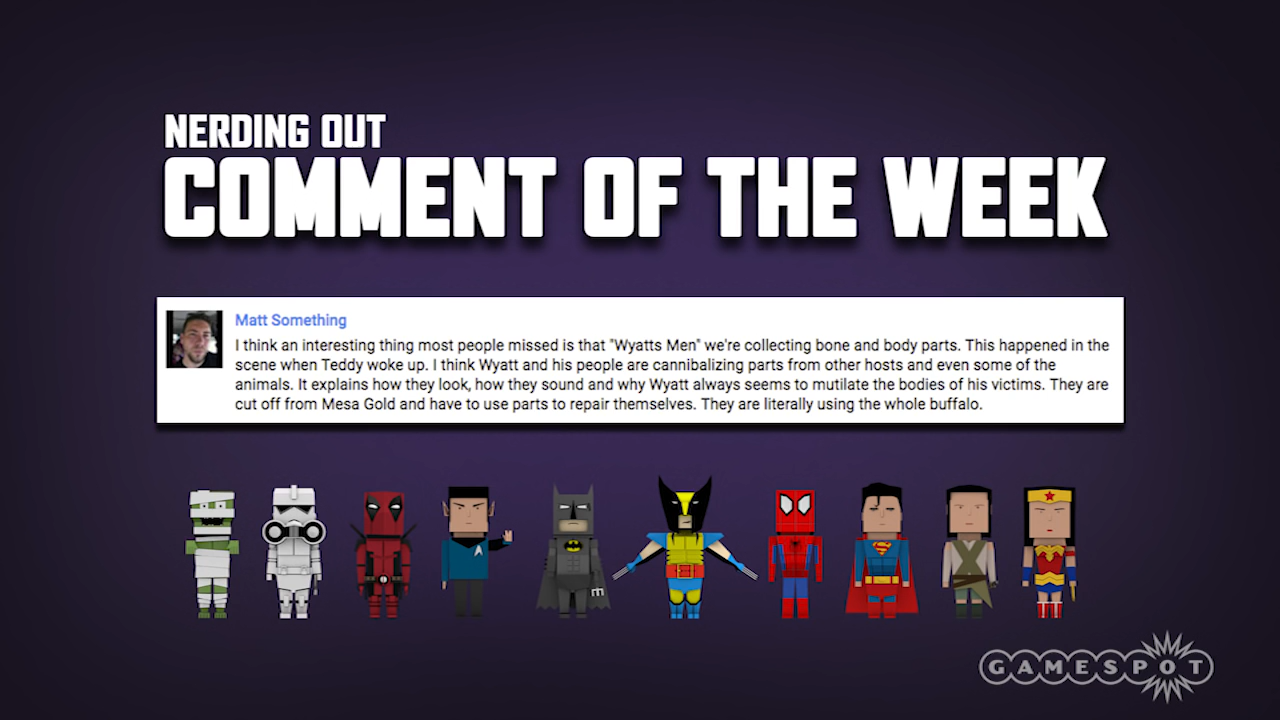 NERDING OUT
COMMENT OF THE WEEK
Matt Something
I think an interesting thing most people missed is that "Wyatts Men" we're collecting bone and body parts. This happened in the
scene when Teddy woke up. I think Wyatt and his people are cannibalizing parts from other hosts and even some of the
animals. It explains how they look, how they sound and why Wyatt always seems to mutilate the bodies of his victims. They are
cut off from Mesa Gold and have to use parts to repair themselves. They are literally using the whole buffalo.
GAMESPOT